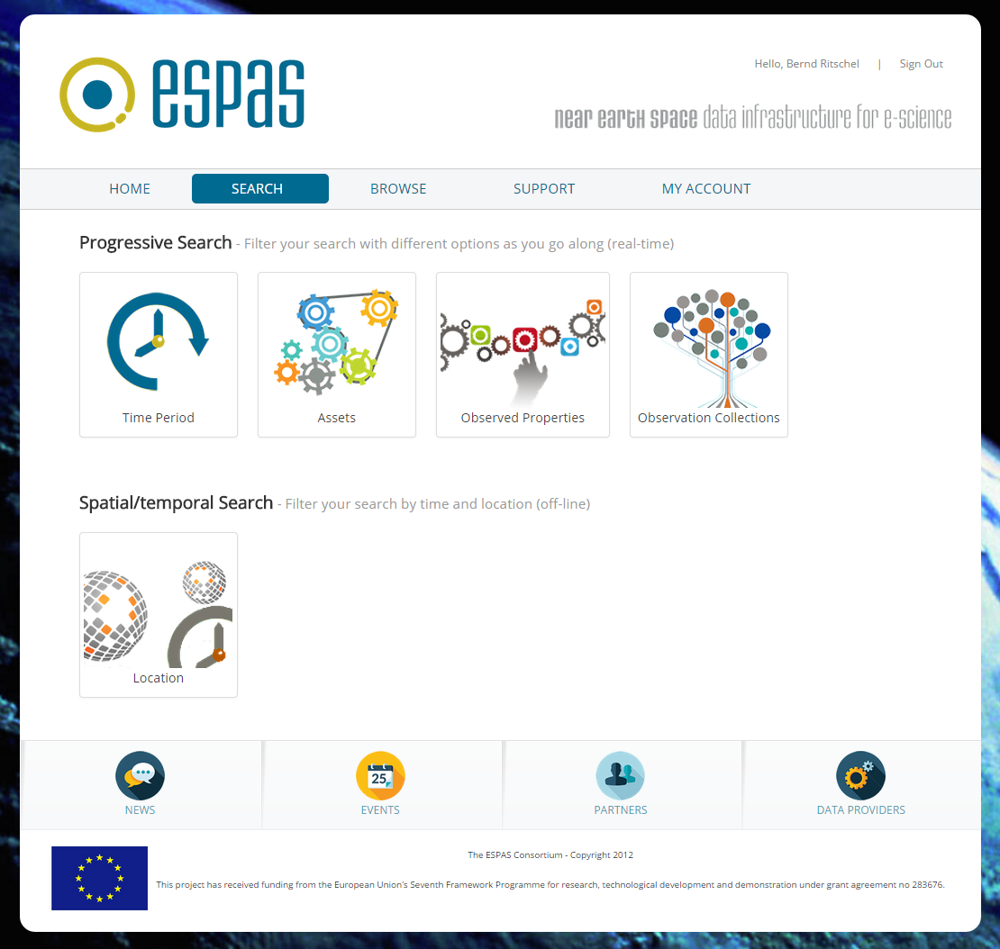 espas
Hello, Bernd Ritschel | Sign Out
near earth space data infrastructure for e-science
HOME SEARCH BROWSE SUPPORT MY ACCOUNT
Progressive Search - Filter your search with different options as you go along (real-time)
Time Period Assets Observed Properties Observation Collections
Spatial/temporal Search - Filter your search by time and location (off-line)
Location
25
NEWS EVENTS PARTNERS DATA PROVIDERS
The ESPAS Consortium - Copyright 2012
This project has received funding from the European Union's Seventh Framework Programme for research, technological development and demonstration under grant agreement no 283676.